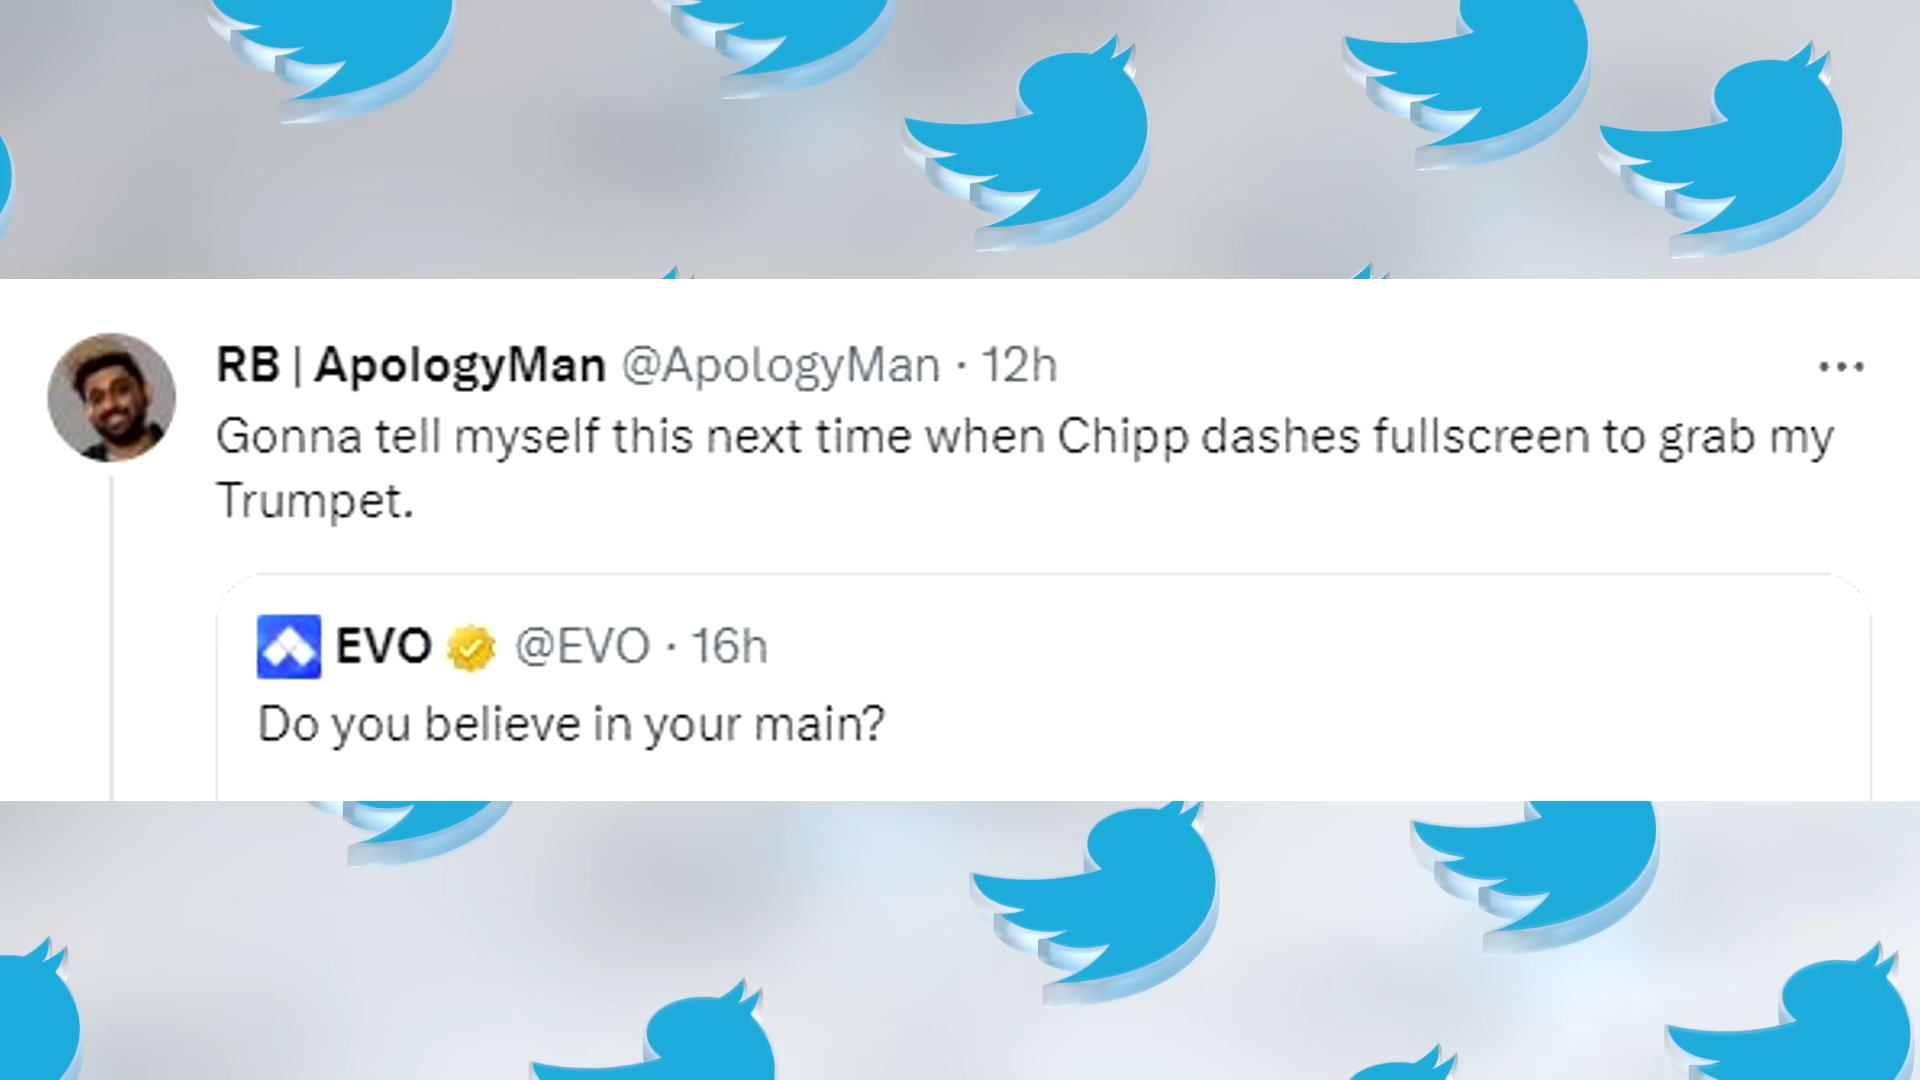 RB | ApologyMan @ApologyMan · 12h
Gonna tell myself this next time when Chipp dashes fullscreen to grab my
Trumpet.
EVO @EVO · 16h
Do you believe in your main?